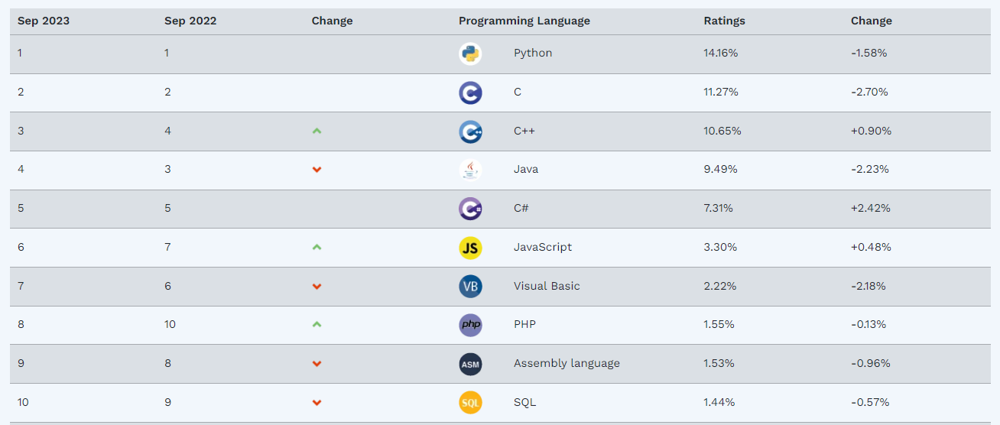 Sep 2023 Sep 2022 Change Programming Language Ratings Change
1 1 Python 14.16% -1.58%
2 2 C C 11.27% -2.70%
3 4 C++ C++ 10.65% +0.90%
4 3 Java 9.49% -2.23%
5 5 C# C# 7.31% +2.42%
6 7 JS JavaScript 3.30% +0.48%
7 6 VB Visual Basic 2.22% -2.18%
8 10 php PHP 1.55% -0.13%
9 8 ASM Assembly language 1.53% -0.96%
10 9 SQL SQL 1.44% -0.57%